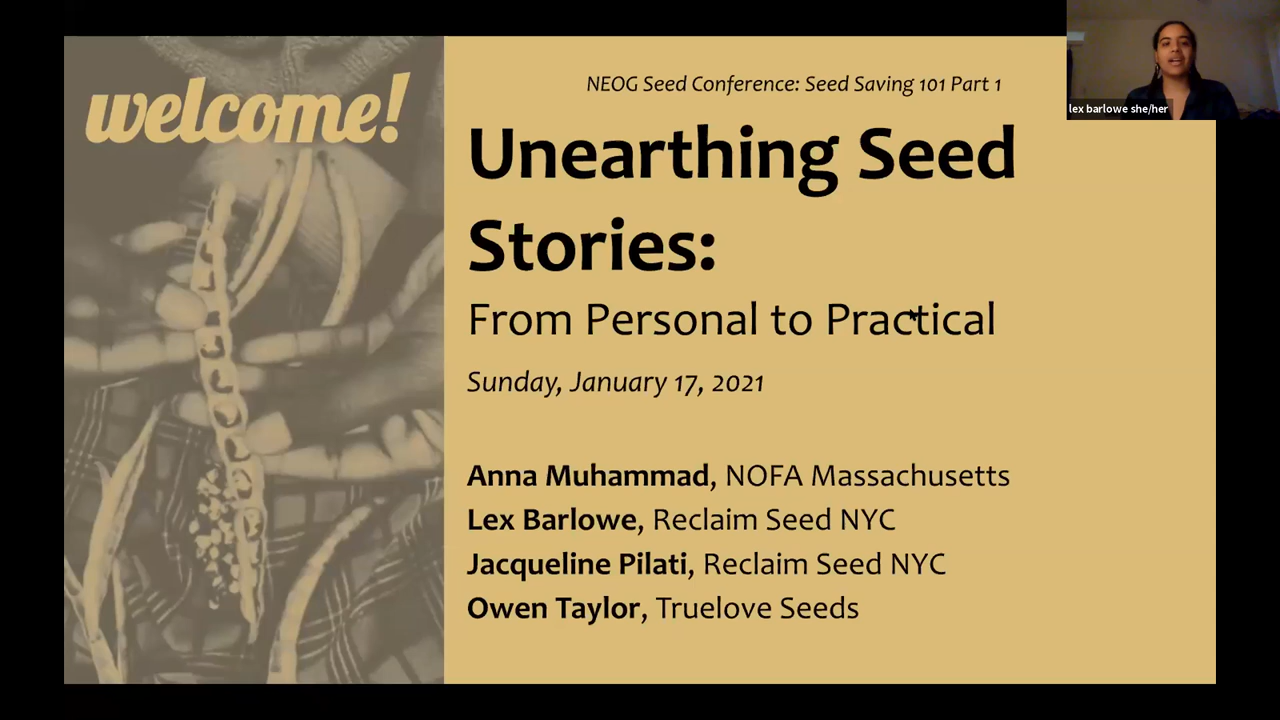 welcome!
NEOG Seed Conference: Seed Saving 101 Part 1
Unearthing Seed
Stories:
From Personal to Practical
Sunday, January 17, 2021
Anna Muhammad, NOFA Massachusetts
Lex Barlowe, Reclaim Seed NYC
Jacqueline Pilati, Reclaim Seed NYC
Owen Taylor, Truelove Seeds
lex barlowe she/her